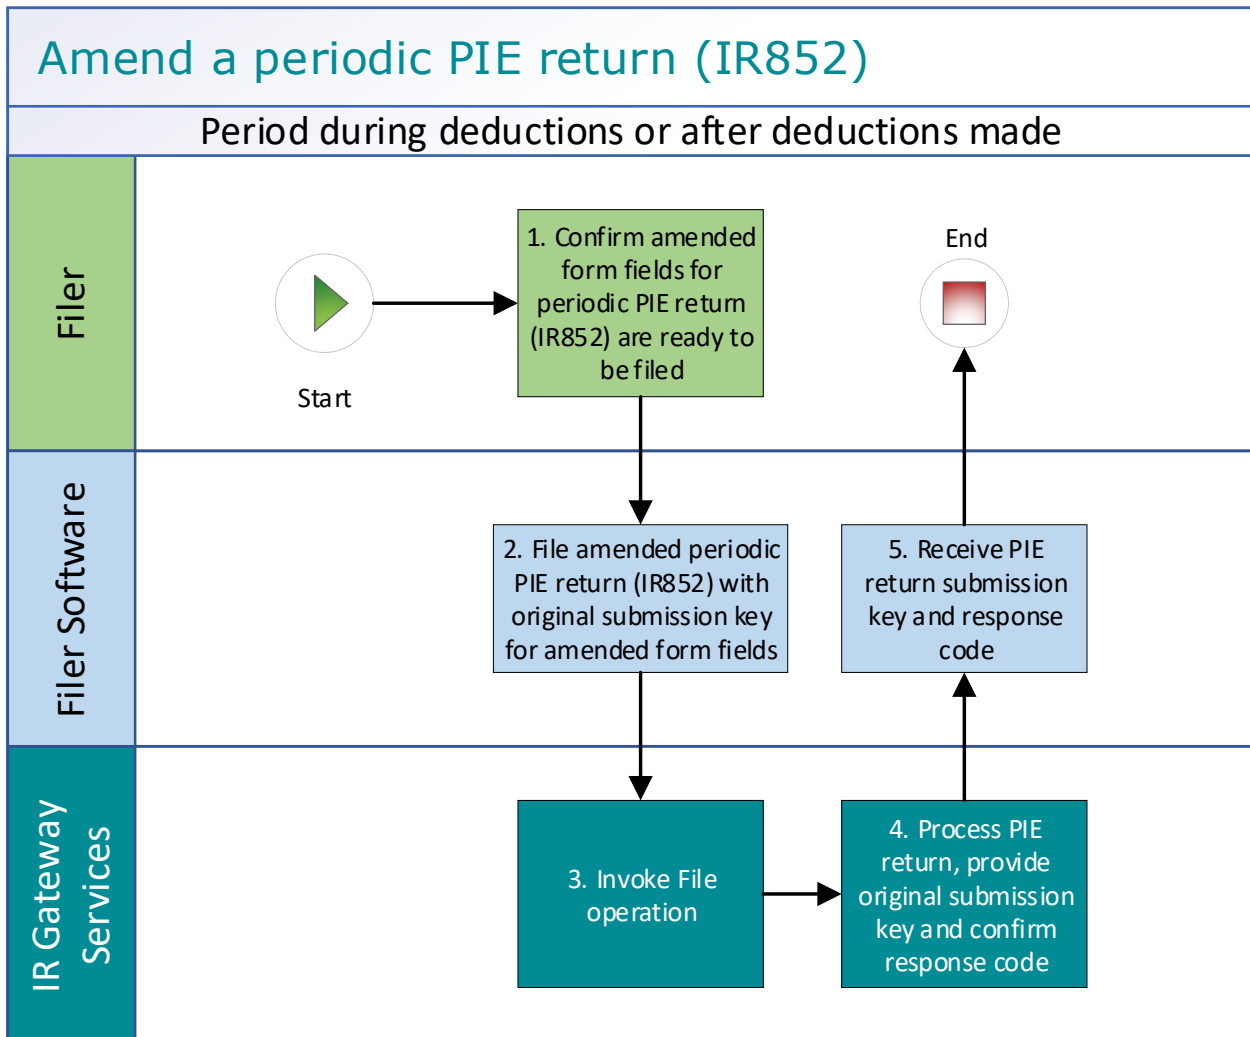 Amend a periodic PIE return (IR852)
Period during deductions or after deductions made
Filer
Start
1. Confirm amended
form fields for
periodic PIE return
(IR852) are ready to
be filed
End
Filer Software
2. File amended periodic
PIE return (IR852) with
original submission key
for amended form fields
5. Receive PIE
return submission
key and response
code
IR Gateway
Services
3. Invoke File
operation
4. Process PIE
return, provide
original submission
key and confirm
response code